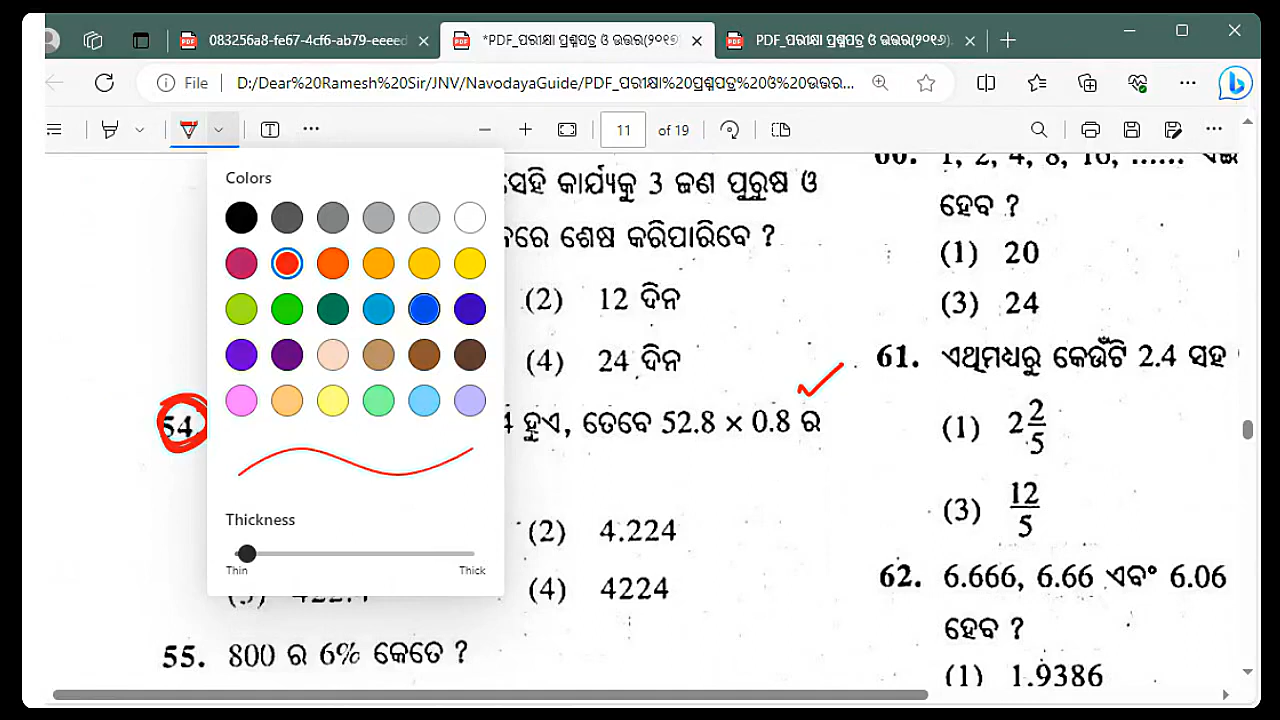 083256a8-fe67-4cf6-ab79-eeeed
*PDF_ପରୀକ୍ଷା ପ୍ରଶ୍ନପତ୍ର ଓ ଉତ୍ତର(୨୦୧୭)
PDF_ପରୀକ୍ଷା ପ୍ରଶ୍ନପତ୍ର ଓ ଉତ୍ତର(୨୦୧୬).
File
D:/Dear%20Ramesh%20Sir/JNV/NavodayaGuide/PDF_ପରୀକ୍ଷା%20ପ୍ରଶ୍ନପତ୍ର%20ଓ%20ଉତ୍ତର...
11 of 19
Colors
Thickness
Thin Thick
ସେହି କାର୍ଯ୍ୟକୁ 3 ଜଣ ପୁରୁଷ ଓ
ଶେଷ କରିପାରିବେ ?
(2) 12 ଦିନ
(4) 24 ଦିନ
54. 4 ହୁଏ, ତେବେ 52.8 × 0.8 ର
(2) 4.224
(4) 4224
55. 800 ର 6% କେତେ ?
60. 1, 2, 4, 8, 16, ......
ହେବ ?
(1) 20
(3) 24
61. ଏଥିମଧ୍ୟରୁ କେଉଁଟି 2.4 ସହ
(1) 2 2/5
(3) 12/5
62. 6.666, 6.66 ଏବଂ 6.06
ହେବ ?
(1) 1.9386